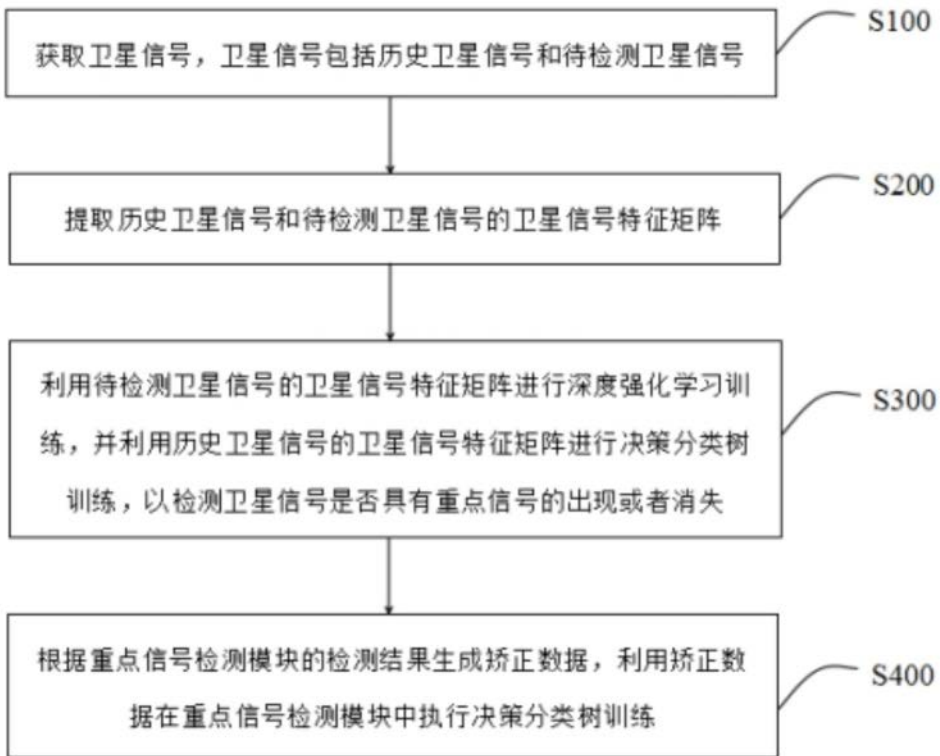 获取卫星信号，卫星信号包括历史卫星信号和待检测卫星信号
S100
提取历史卫星信号和待检测卫星信号的卫星信号特征矩阵
S200
利用待检测卫星信号的卫星信号特征矩阵进行深度强化学习训
练，并利用历史卫星信号的卫星信号特征矩阵进行决策分类树
训练，以检测卫星信号是否具有重点信号的出现或者消失
S300
根据重点信号检测模块的检测结果生成矫正数据，利用矫正数
据在重点信号检测模块中执行决策分类树训练
S400